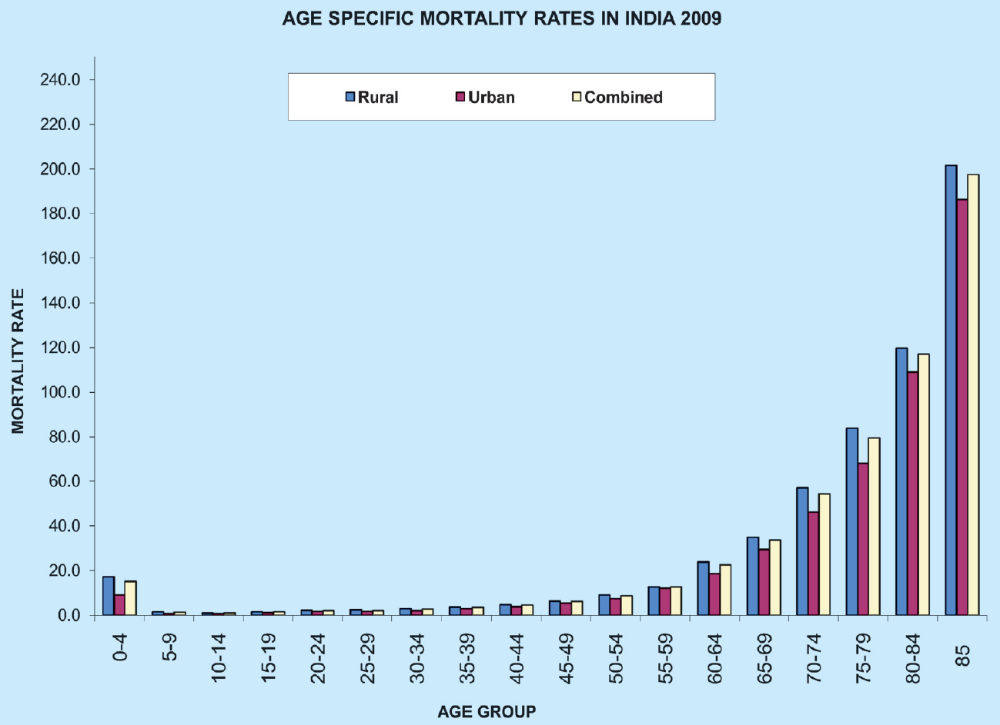 AGE SPECIFIC MORTALITY RATES IN INDIA 2009
Rural Urban Combined
240.0
220.0
200.0
180.0
160.0
140.0
120.0
100.0
80.0
60.0
40.0
20.0
0.0
MORTALITY RATE
0-4 5-9 10-14 15-19 20-24 25-29 30-34 35-39 40-44 45-49 50-54 55-59 60-64 65-69 70-74 75-79 80-84 85
AGE GROUP